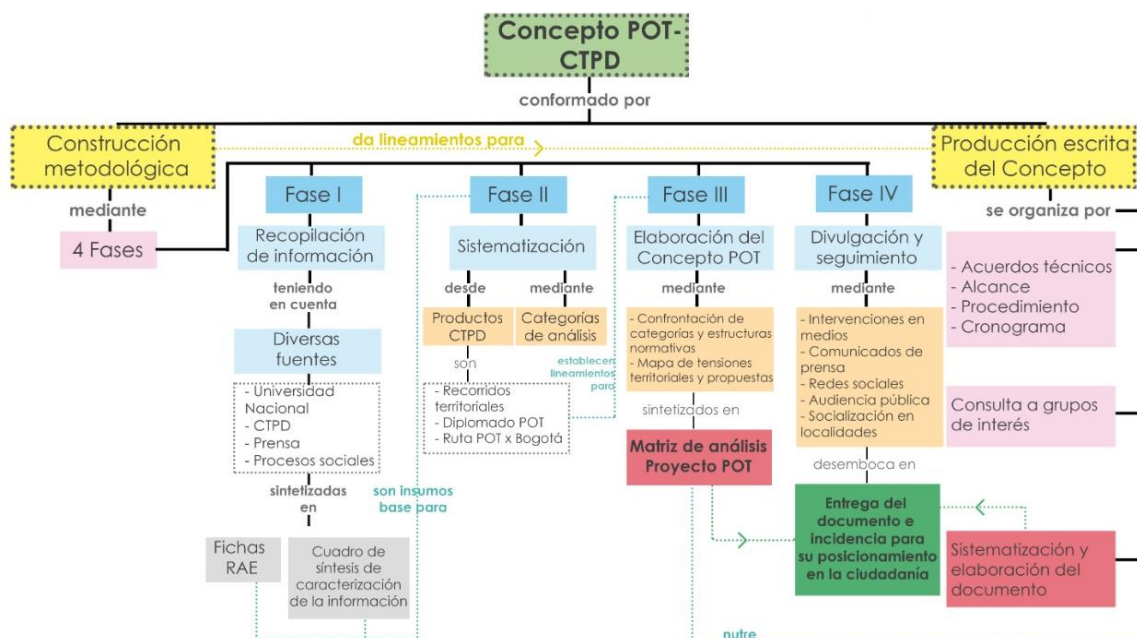 Concepto POT-
CTPD
conformado por
Construcción
metodológica
da lineamientos para
Producción escrita
del Concepto
mediante
4 Fases
se organiza por
Fase I
Recopilación
de información
teniendo
en cuenta
Diversas
fuentes
- Universidad
Nacional
- CTPD
- Prensa
- Procesos sociales
sintetizadas
en
Fichas
RAE
Cuadro de
síntesis de
caracterización
de la información
son insumos
base para
Fase II
Sistematización
desde
mediante
Productos
CTPD
Categorías
de análisis
son
- Recorridos
territoriales
- Diplomado POT
- Ruta POT x Bogotá
establecen
lineamientos
para
Fase III
Elaboración del
Concepto POT
mediante
- Confrontación de
categorías y estructuras
normativas
- Mapa de tensiones
territoriales y propuestas
sintetizados en
Matriz de análisis
Proyecto POT
Fase IV
Divulgación y
seguimiento
mediante
- Intervenciones en
medios
- Comunicados de
prensa
- Redes sociales
- Audiencia pública
- Socialización en
localidades
desemboca en
Entrega del
documento e
incidencia para
su posicionamiento
en la ciudadanía
- Acuerdos técnicos
- Alcance
- Procedimiento
- Cronograma
Consulta a grupos
de interés
Sistematización y
elaboración del
documento
nutre